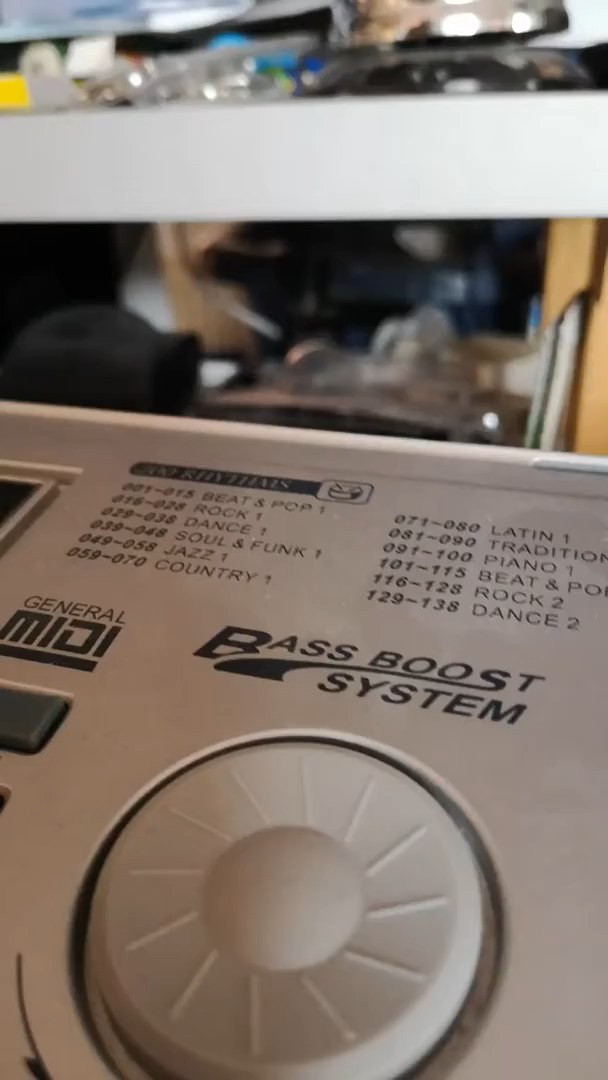 200 RHYTHMS
001~015 BEAT & POP 1
016~028 ROCK 1
029~038 DANCE 1
039~048 SOUL & FUNK 1
049~058 JAZZ 1
059~070 COUNTRY 1
071~080 LATIN 1
081~090 TRADITION
091~100 PIANO 1
101~115 BEAT & POP
116~128 ROCK 2
129~138 DANCE 2
GENERAL
MIDI
BASS BOOST
SYSTEM